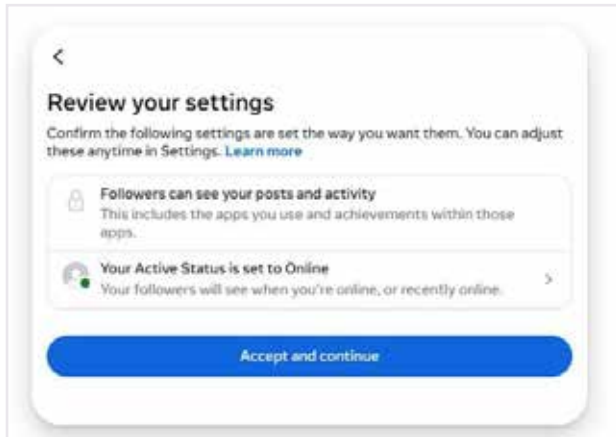 Review your settings
Confirm the following settings are set the way you want them. You can adjust
these anytime in Settings. Learn more
Followers can see your posts and activity
This includes the apps you use and achievements within those
apps.
Your Active Status is set to Online
Your followers will see when you're online, or recently online.
Accept and continue